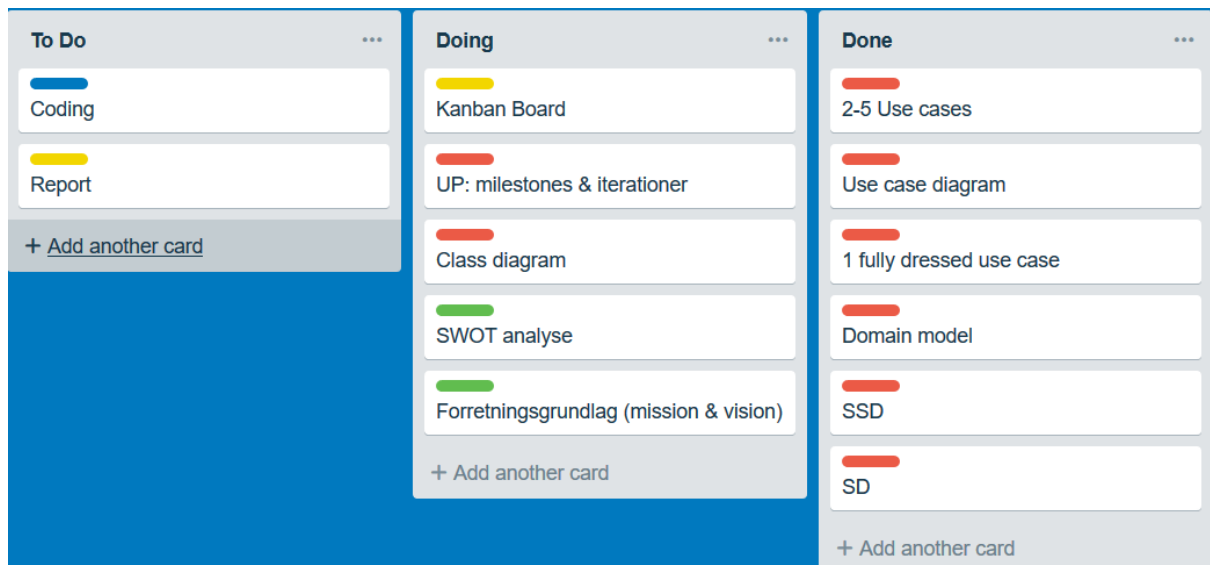 To Do
Coding
Report
+ Add another card
Doing
Kanban Board
UP: milestones & iterationer
Class diagram
SWOT analyse
Forretningsgrundlag (mission & vision)
+ Add another card
Done
2-5 Use cases
Use case diagram
1 fully dressed use case
Domain model
SSD
SD
+ Add another card